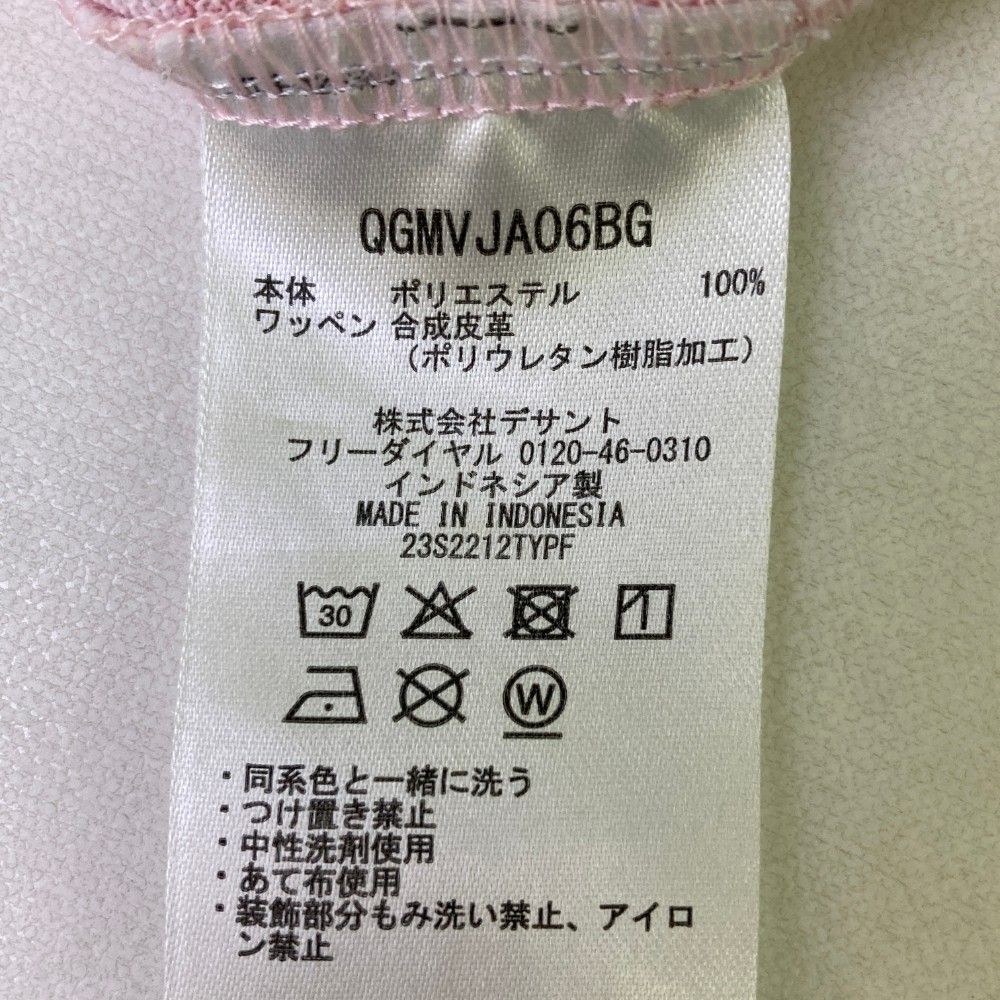 QGMVJA06BG
本体 ポリエステル 100%
ワッペン 合成皮革
(ポリウレタン樹脂加工)
株式会社デサント
フリーダイヤル 0120-46-0310
インドネシア製
MADE IN INDONESIA
23S2212TYPF
30
W
・同系色と一緒に洗う
・つけ置き禁止
・中性洗剤使用
・あて布使用
・装飾部分もみ洗い禁止、アイロ
ン禁止